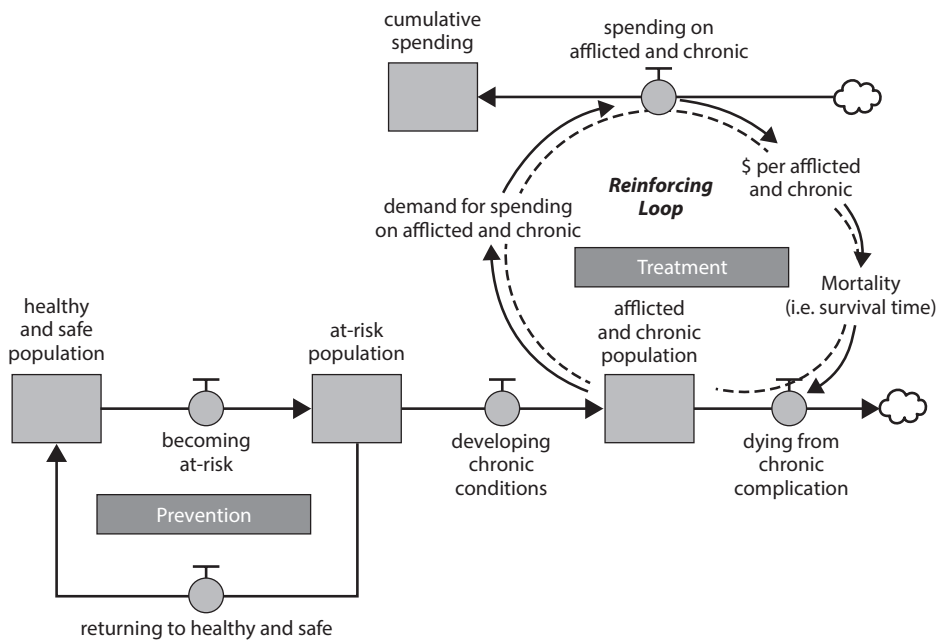 cumulative
spending
spending on
afflicted and chronic
$ per afflicted
and chronic
Reinforcing
Loop
demand for spending
on afflicted and chronic
Treatment
Mortality
(i.e. survival time)
healthy
and safe
population
at-risk
population
afflicted
and chronic
population
becoming
at-risk
developing
chronic
conditions
dying from
chronic
complication
Prevention
returning to healthy and safe